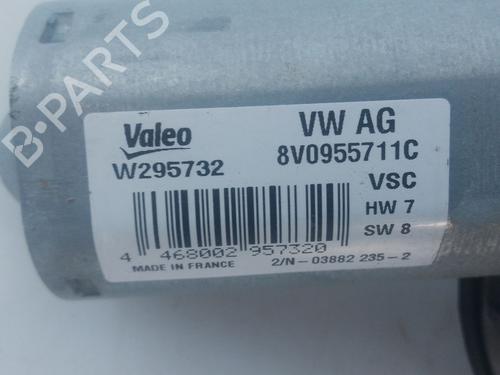 B-PARTS
Valeo
VW AG
W295732
8V0955711C
VSC
HW 7
SW 8
4 468002 957320
MADE IN FRANCE
2/N - 03882 235 - 2